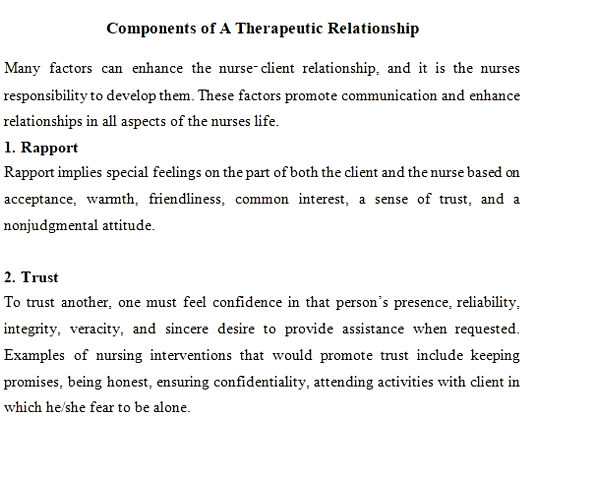 Components of A Therapeutic Relationship
Many factors can enhance the nurse-client relationship, and it is the nurses
responsibility to develop them. These factors promote communication and enhance
relationships in all aspects of the nurses life.
1. Rapport
Rapport implies special feelings on the part of both the client and the nurse based on
acceptance, warmth, friendliness, common interest, a sense of trust, and a
nonjudgmental attitude.
2. Trust
To trust another, one must feel confidence in that person’s presence, reliability,
integrity, veracity, and sincere desire to provide assistance when requested.
Examples of nursing interventions that would promote trust include keeping
promises, being honest, ensuring confidentiality, attending activities with client in
which he/she fear to be alone.